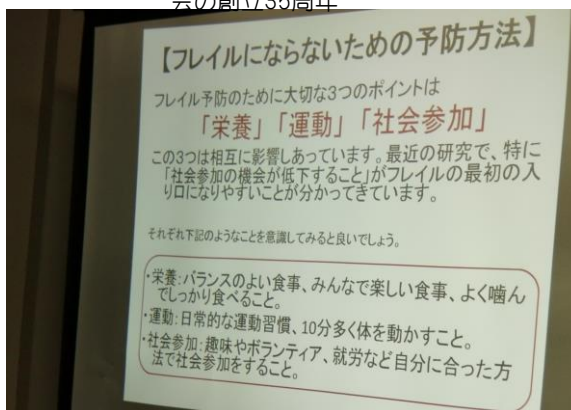 会の創立35周年
【フレイルにならないための予防方法】
フレイル予防のために大切な3つのポイントは
「栄養」「運動」「社会参加」
この3つは相互に影響しあっています。最近の研究で、特に
「社会参加の機会が低下すること」がフレイルの最初の入
り口になりやすいことが分かってきています。
それぞれ下記のようなことを意識してみると良いでしょう。
・栄養:バランスのよい食事、みんなで楽しい食事、よく噛ん
でしっかり食べること。
・運動:日常的な運動習慣、10分多く体を動かすこと。
・社会参加:趣味やボランティア、就労など自分に合った方
法で社会参加をすること。